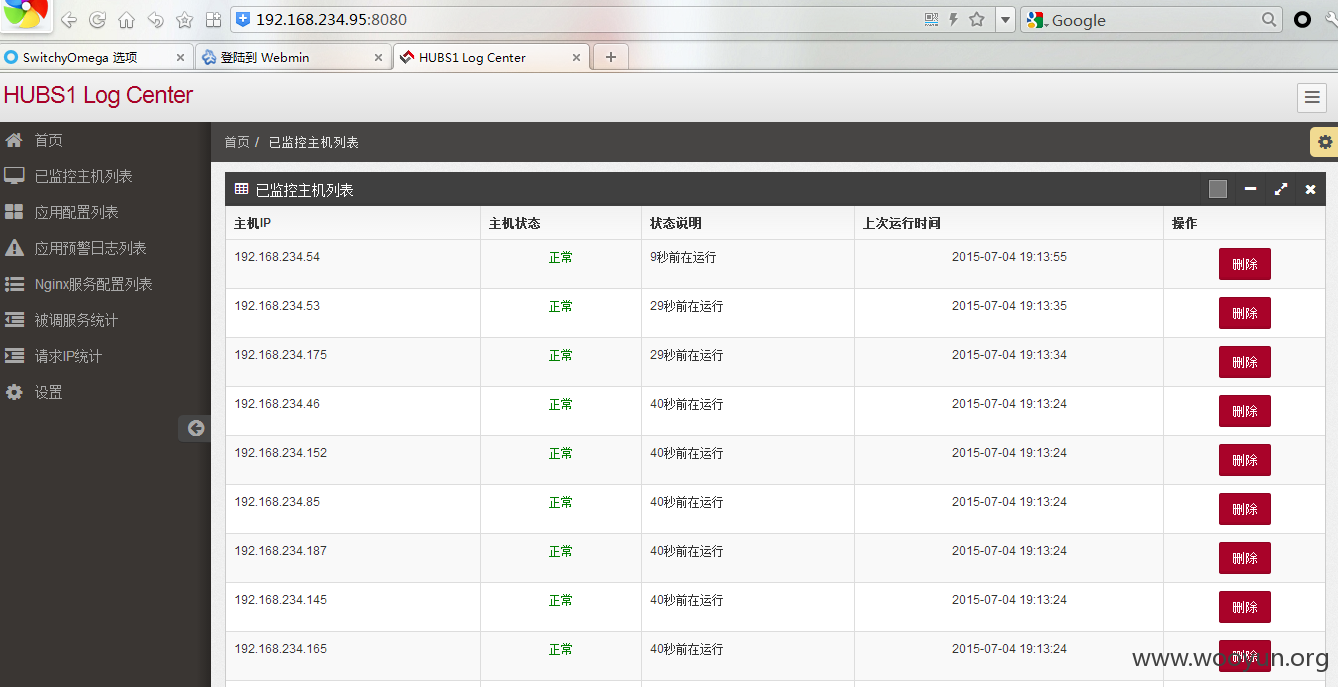 192.168.234.95:8080
Google
SwitchyOmega 选项
登陆到 Webmin
HUBS1 Log Center
HUBS1 Log Center
首页
已监控主机列表
应用配置列表
应用预警日志列表
Nginx服务配置列表
被调服务统计
请求IP统计
设置
首页 / 已监控主机列表
已监控主机列表
主机IP 主机状态 状态说明 上次运行时间 操作
192.168.234.54 正常 9秒前在运行 2015-07-04 19:13:55 删除
192.168.234.53 正常 29秒前在运行 2015-07-04 19:13:35 删除
192.168.234.175 正常 29秒前在运行 2015-07-04 19:13:34 删除
192.168.234.46 正常 40秒前在运行 2015-07-04 19:13:24 删除
192.168.234.152 正常 40秒前在运行 2015-07-04 19:13:24 删除
192.168.234.85 正常 40秒前在运行 2015-07-04 19:13:24 删除
192.168.234.187 正常 40秒前在运行 2015-07-04 19:13:24 删除
192.168.234.145 正常 40秒前在运行 2015-07-04 19:13:24 删除
192.168.234.165 正常 40秒前在运行 2015-07-04 19:13:24 删除
www.wooyun.org